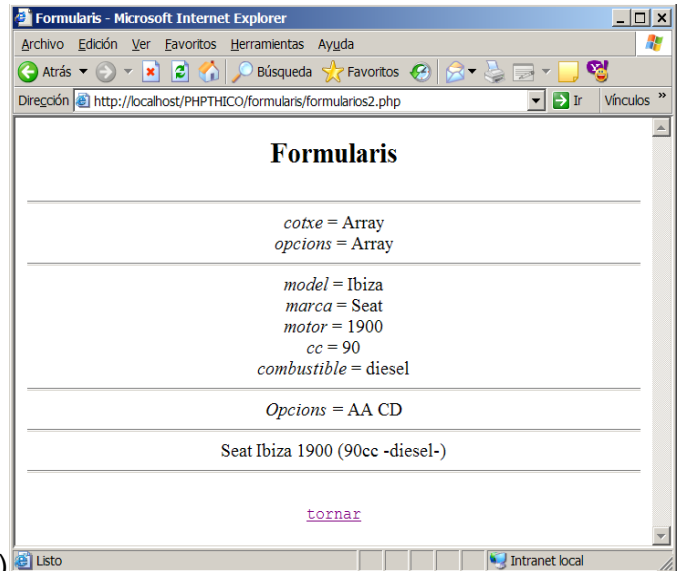 Formularis - Microsoft Internet Explorer
Archivo Edición Ver Favoritos Herramientas Ayuda
Atrás Búsqueda Favoritos
Dirección http://localhost/PHPTHICO/formularis/formularios2.php Ir Vínculos »
Formularis
cotxe = Array
opcions = Array
model = Ibiza
marca = Seat
motor = 1900
cc = 90
combustible = diesel
Opcions = AA CD
Seat Ibiza 1900 (90cc -diesel-)
tornar
) Listo Intranet local